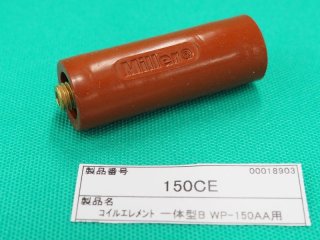 Miller®
製品番号
00018903
150CE
製品名
コイルエレメント 一体型B WP-150AA用